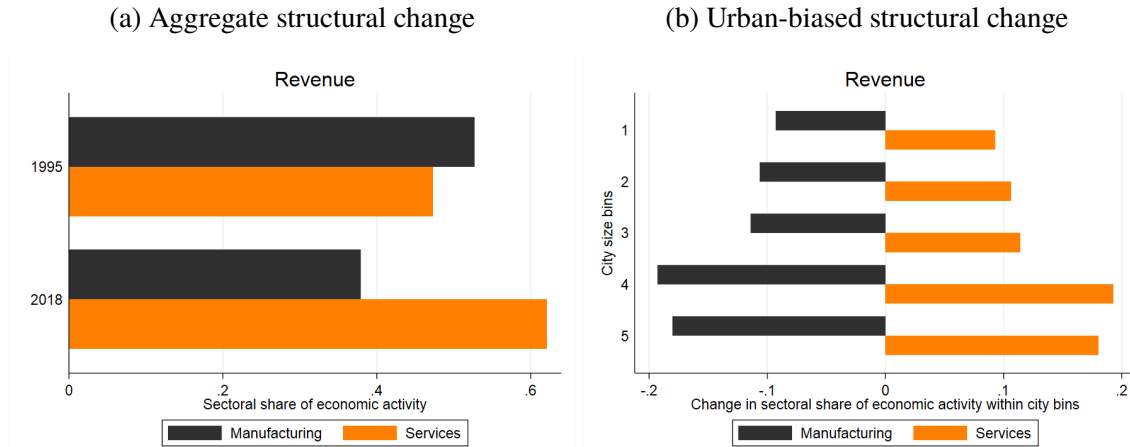 (a) Aggregate structural change
Revenue
1995
2018
0
.2
.4
.6
Sectoral share of economic activity
Manufacturing
Services
(b) Urban-biased structural change
Revenue
City size bins
1
2
3
4
5
-.2
-.1
0
.1
.2
Change in sectoral share of economic activity within city bins
Manufacturing
Services